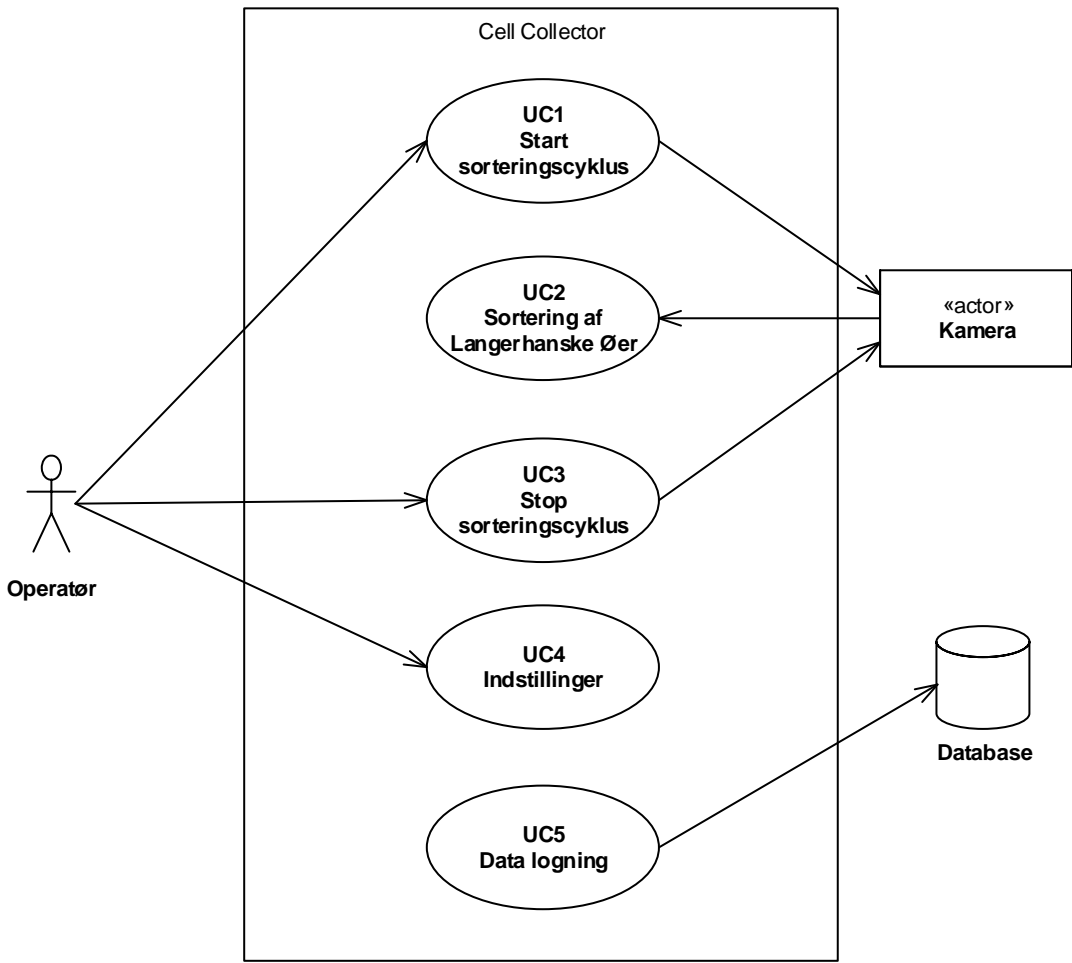 Cell Collector
UC1
Start
sorteringscyklus
UC2
Sortering af
Langerhanske Øer
«actor»
Kamera
UC3
Stop
sorteringscyklus
Operatør
UC4
Indstillinger
Database
UC5
Data logning